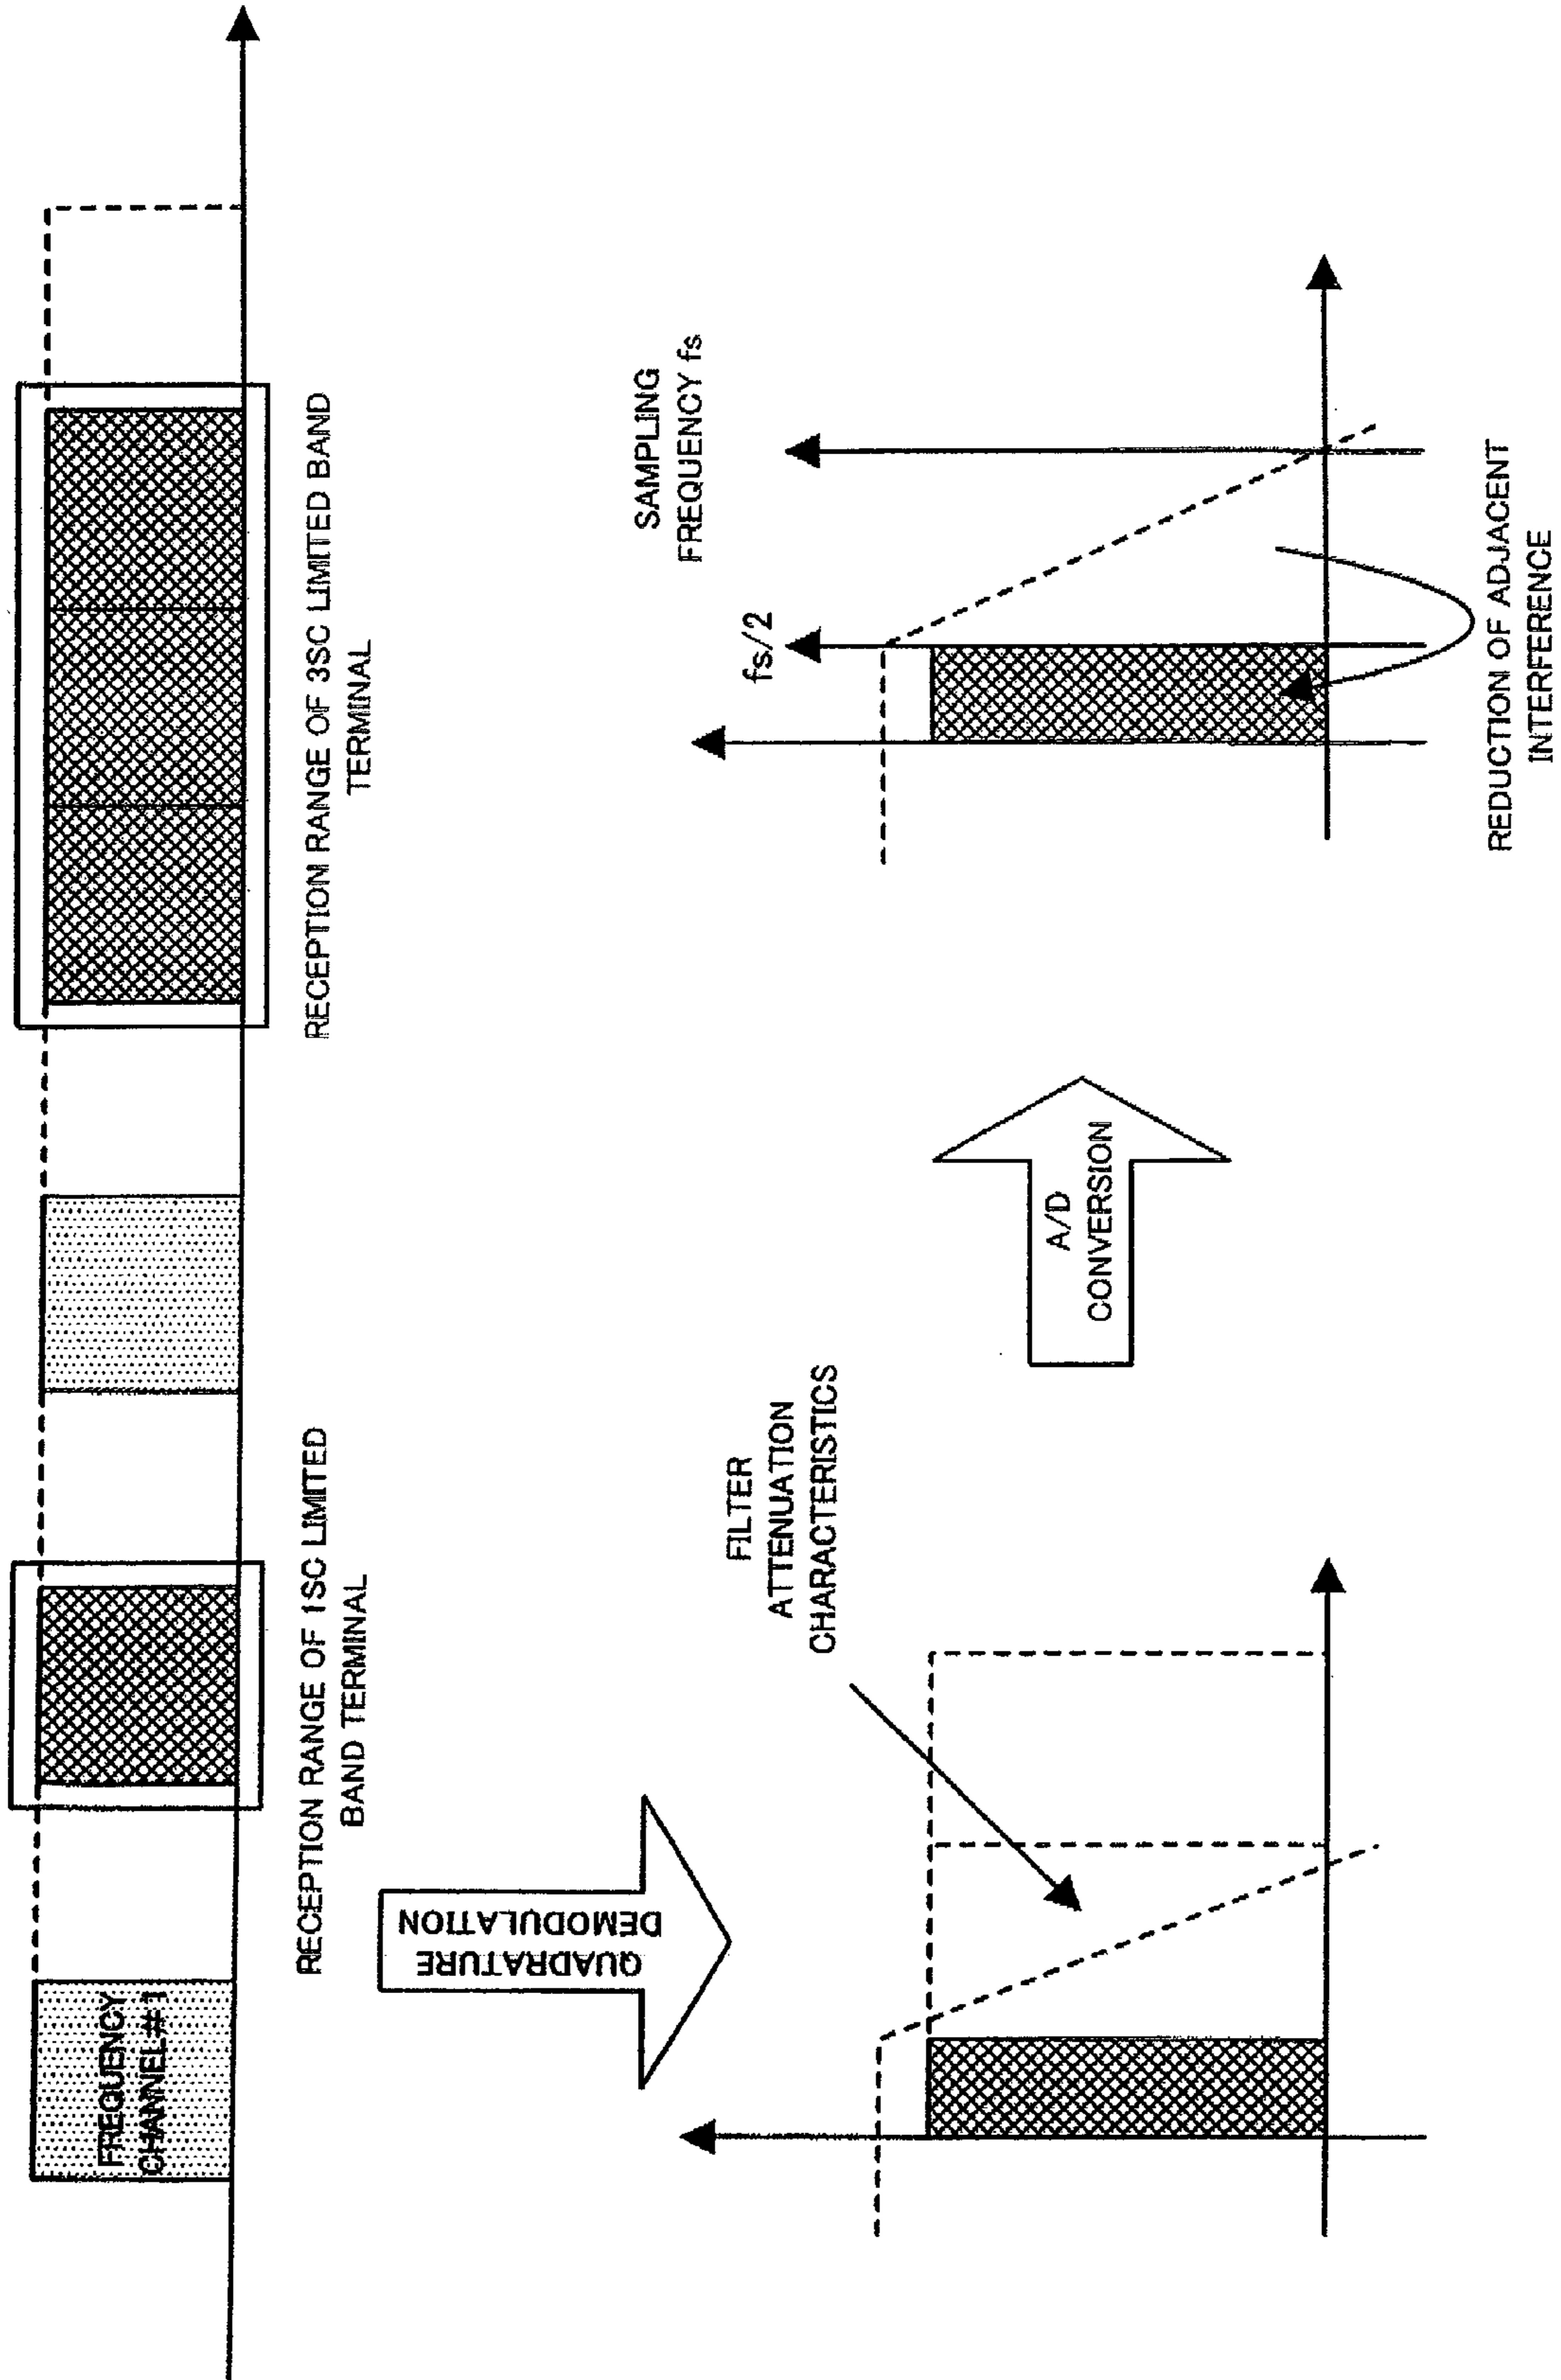 FREQUENCY
CHANNEL#1
RECEPTION RANGE OF 1SC LIMITED
BAND TERMINAL
RECEPTION RANGE OF 3SC LIMITED BAND
TERMINAL
QUADRATURE
DEMODULATION
FILTER
ATTENUATION
CHARACTERISTICS
A/D
CONVERSION
fs/2
SAMPLING
FREQUENCY fs
REDUCTION OF ADJACENT
INTERFERENCE